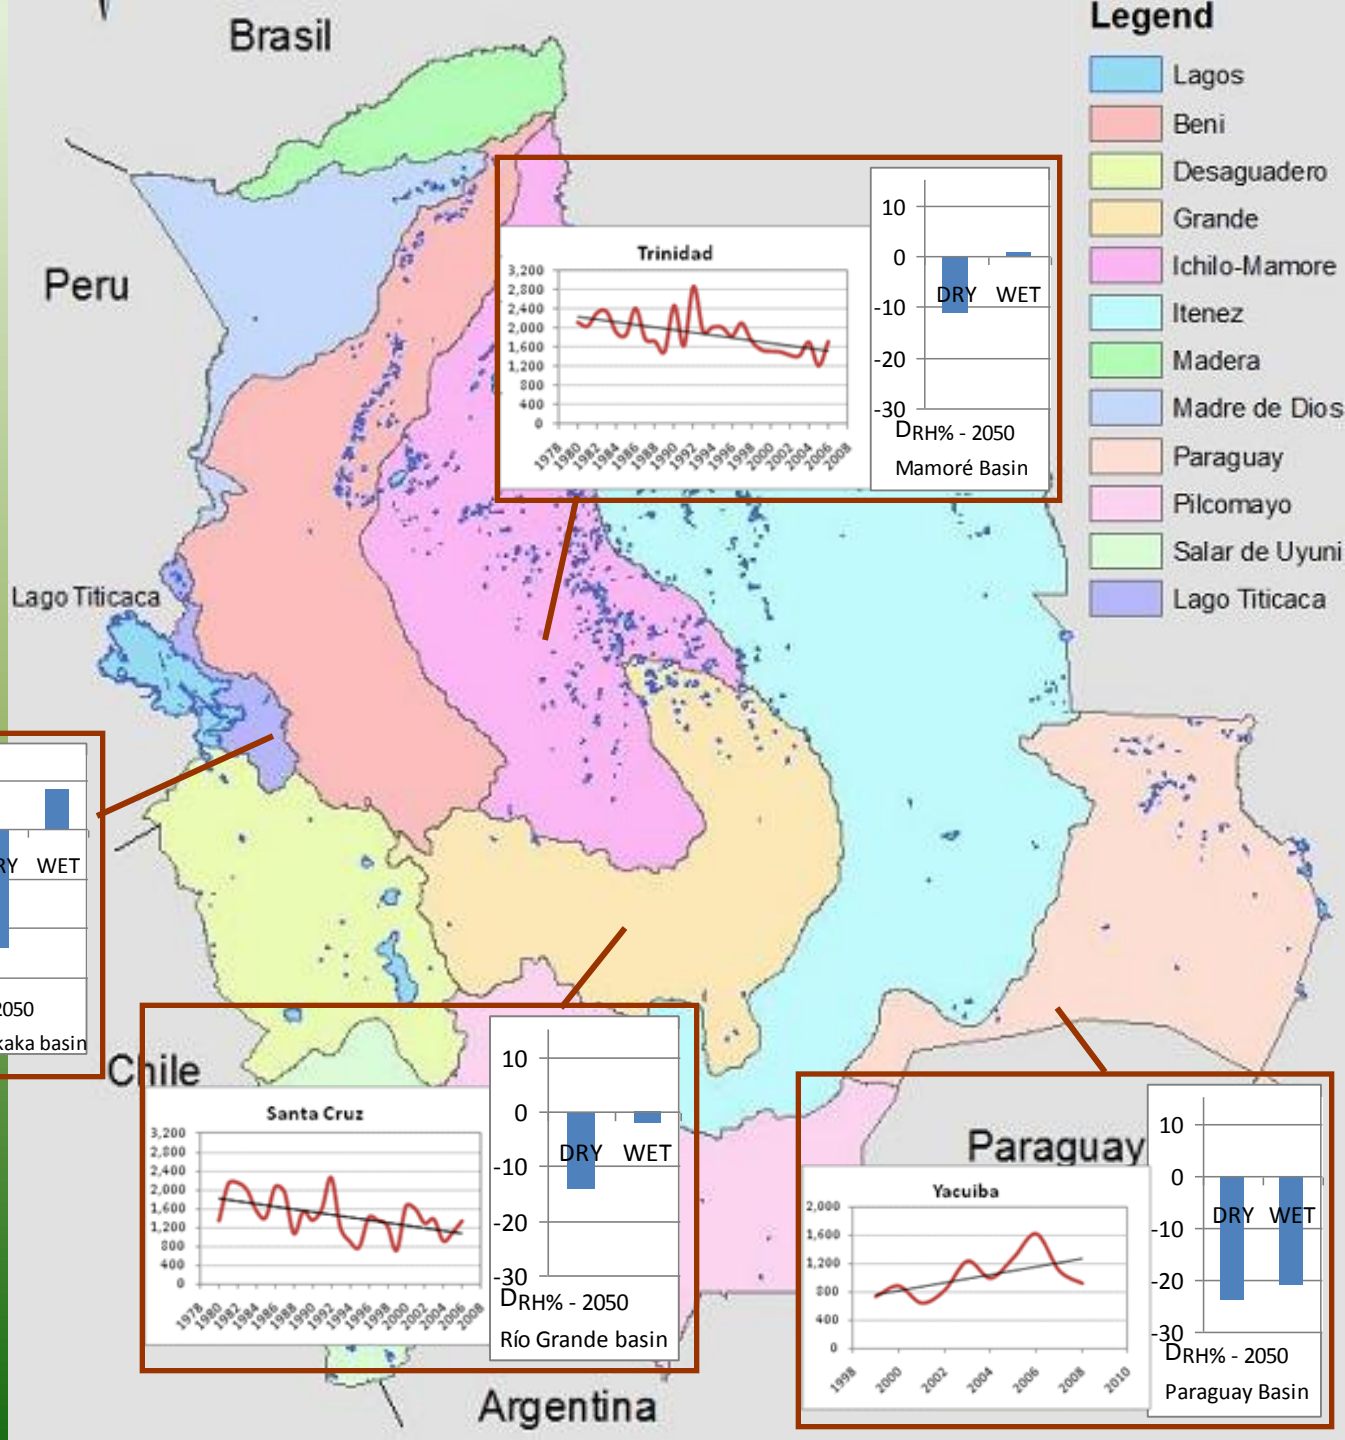 Brasil
Peru
Lago Titicaca
Chile
Argentina
Paraguay
Legend
Lagos
Beni
Desaguadero
Grande
Ichilo-Mamore
Itenez
Madera
Madre de Dios
Paraguay
Pilcomayo
Salar de Uyuni
Lago Titicaca
Trinidad
3,200
2,800
2,400
2,000
1,600
1,200
800
400
0
1978 1980 1982 1984 1986 1988 1990 1992 1994 1996 1998 2000 2002 2004 2006 2008
10
0
-10
-20
-30
DRY WET
DRH% - 2050
Mamoré Basin
RY WET
2050
kaka basin
Santa Cruz
3,200
2,800
2,400
2,000
1,600
1,200
800
400
0
1978 1980 1982 1984 1986 1988 1990 1992 1994 1996 1998 2000 2002 2004 2006 2008
10
0
-10
-20
-30
DRY WET
DRH% - 2050
Río Grande basin
Yacuiba
2,000
1,600
1,200
800
400
0
1998 2000 2002 2004 2006 2008 2010
10
0
-10
-20
-30
DRY WET
DRH% - 2050
Paraguay Basin